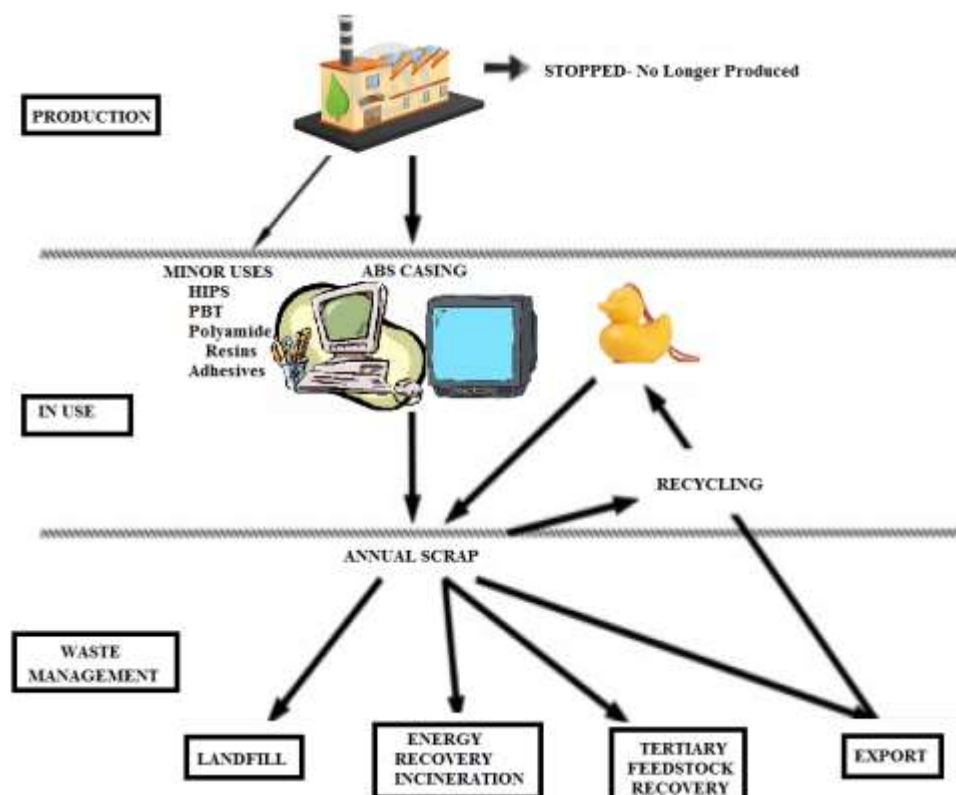 STOPPED- No Longer Produced
PRODUCTION
MINOR USES
HIPS
PBT
Polyamide
Resins
Adhesives
ABS CASING
IN USE
RECYCLING
ANNUAL SCRAP
WASTE
MANAGEMENT
LANDFILL
ENERGY
RECOVERY
INCINERATION
TERTIARY
FEEDSTOCK
RECOVERY
EXPORT